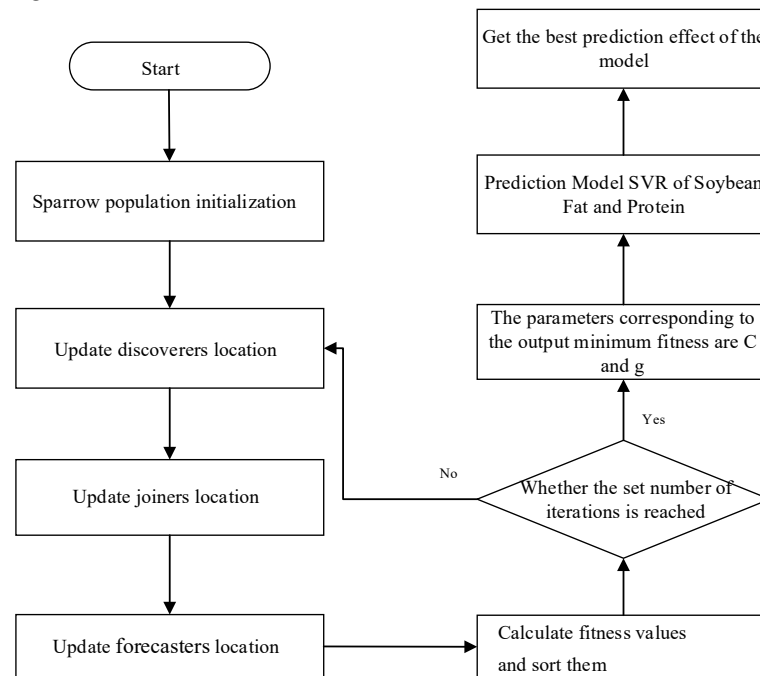 Start
Sparrow population initialization
Update discoverers location
Update joiners location
Update forecasters location
Calculate fitness values
and sort them
Whether the set number of
iterations is reached
No
Yes
The parameters corresponding to
the output minimum fitness are C
and g
Prediction Model SVR of Soybean
Fat and Protein
Get the best prediction effect of the
model